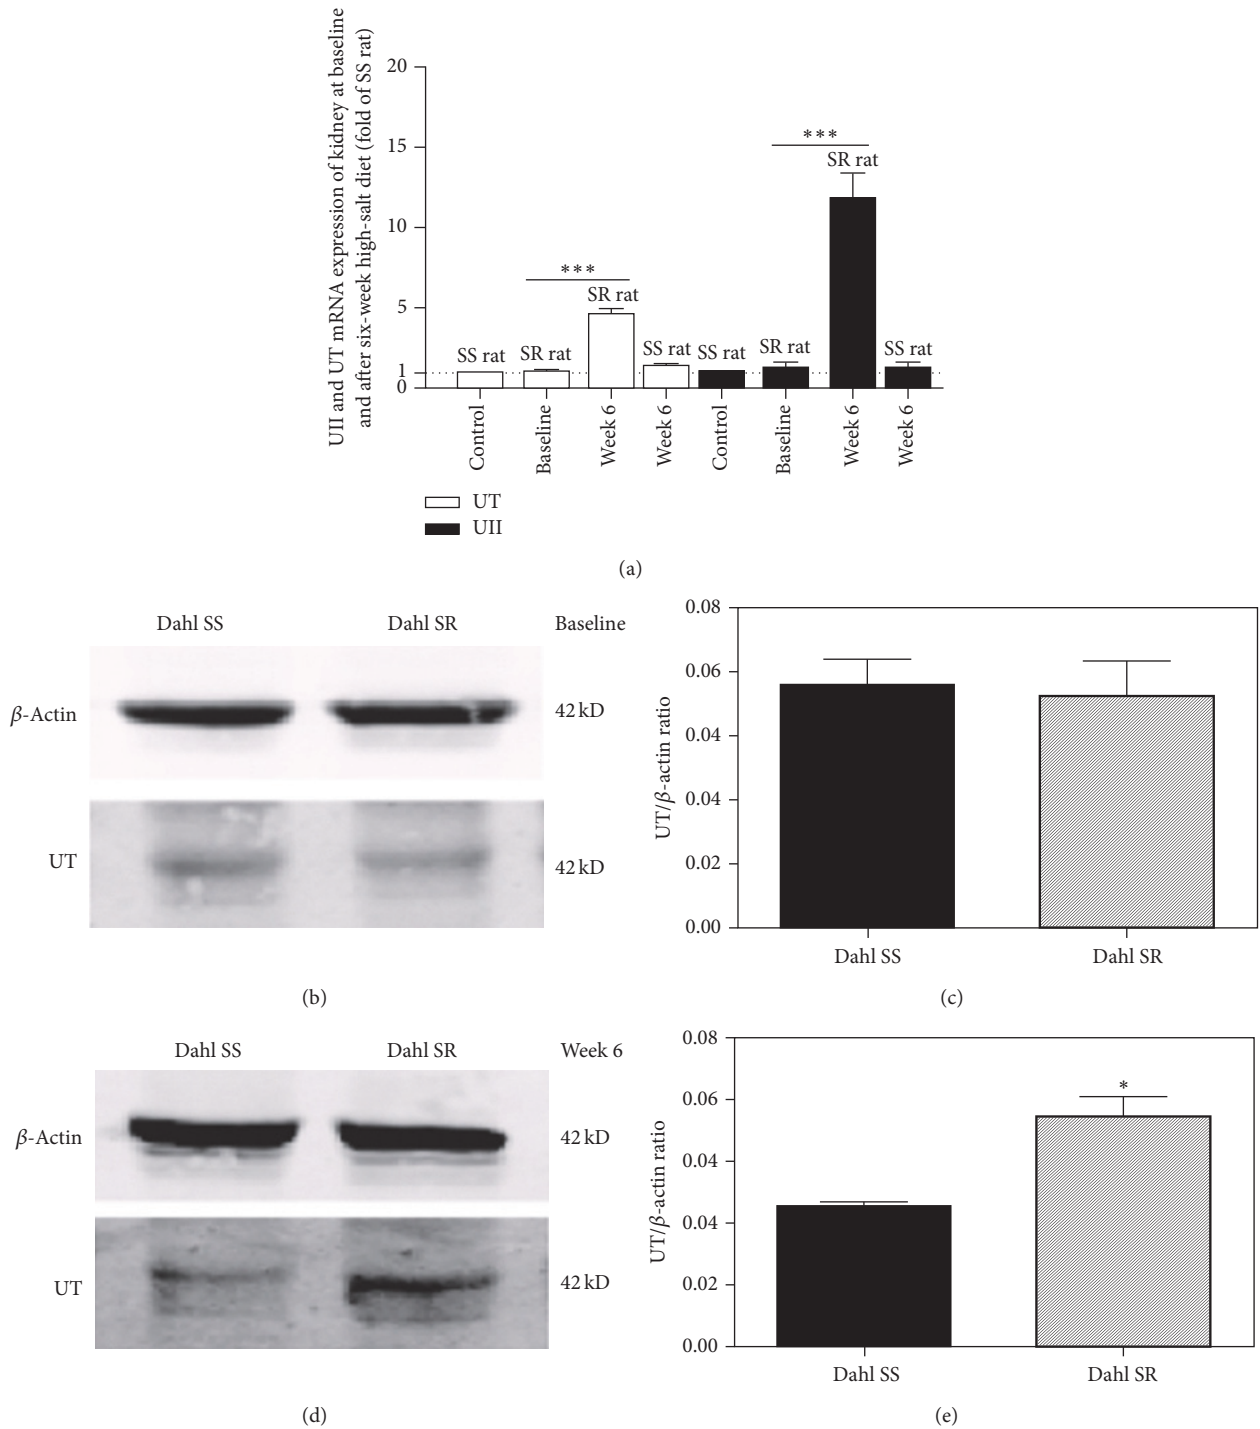 UII and UT mRNA expression of kidney at baseline
and after six-week high-salt diet (fold of SS rat)
20
15
10
5
1
0
***
***
SS rat
SR rat
SR rat
SS rat
SS rat
SR rat
SR rat
SS rat
Control
Baseline
Week 6
Week 6
Control
Baseline
Week 6
Week 6
UT
UII
(a)
Dahl SS
Dahl SR
Baseline
β-Actin
42 kD
UT
42 kD
(b)
UT/β-actin ratio
0.08
0.06
0.04
0.02
0.00
Dahl SS
Dahl SR
(c)
Dahl SS
Dahl SR
Week 6
β-Actin
42 kD
UT
42 kD
(d)
UT/β-actin ratio
0.08
0.06
0.04
0.02
0.00
*
Dahl SS
Dahl SR
(e)